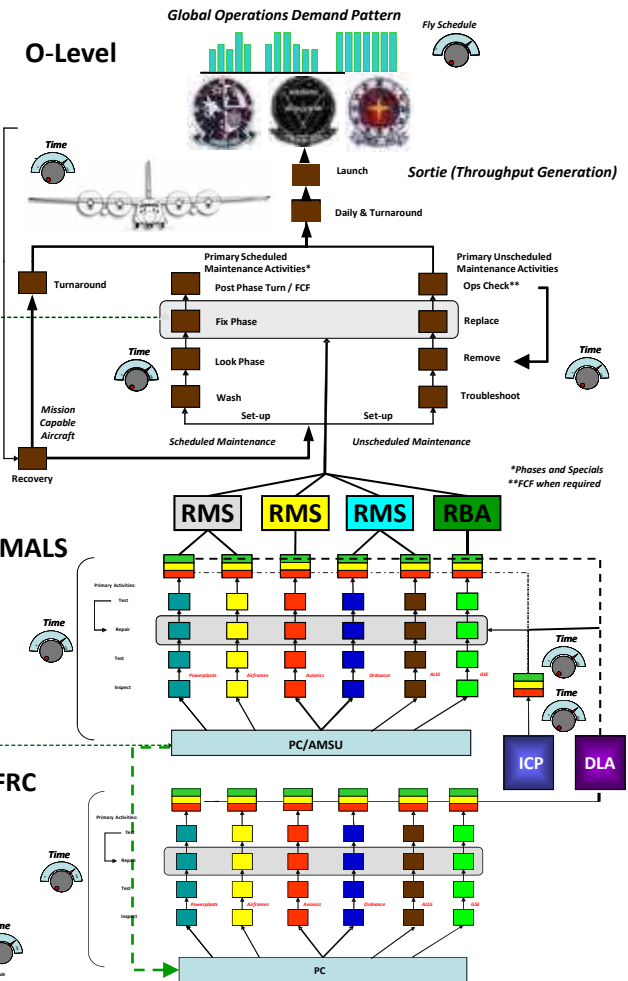 Global Operations Demand Pattern
Fly Schedule
O-Level
Time
Launch
Sortie (Throughput Generation)
Daily & Turnaround
Primary Scheduled
Maintenance Activities*
Primary Unscheduled
Maintenance Activities
Turnaround
Post Phase Turn / FCF
Ops Check**
Fix Phase
Replace
Time
Look Phase
Remove
Time
Wash
Troubleshoot
Mission
Capable
Aircraft
Set-up
Set-up
Scheduled Maintenance
Unscheduled Maintenance
Recovery
*Phases and Specials
**FCF when required
RMS
RMS
RMS
RBA
MALS
Primary Activities:
Test
Time
Repair
Time
Test
Powerplants
Airframes
Avionics
Ordnance
ALSS
GSE
Inspect
Time
PC/AMSU
ICP
DLA
FRC
Primary Activities:
Test
Time
Repair
Test
Powerplants
Airframes
Avionics
Ordnance
ALSS
GSE
Inspect
PC